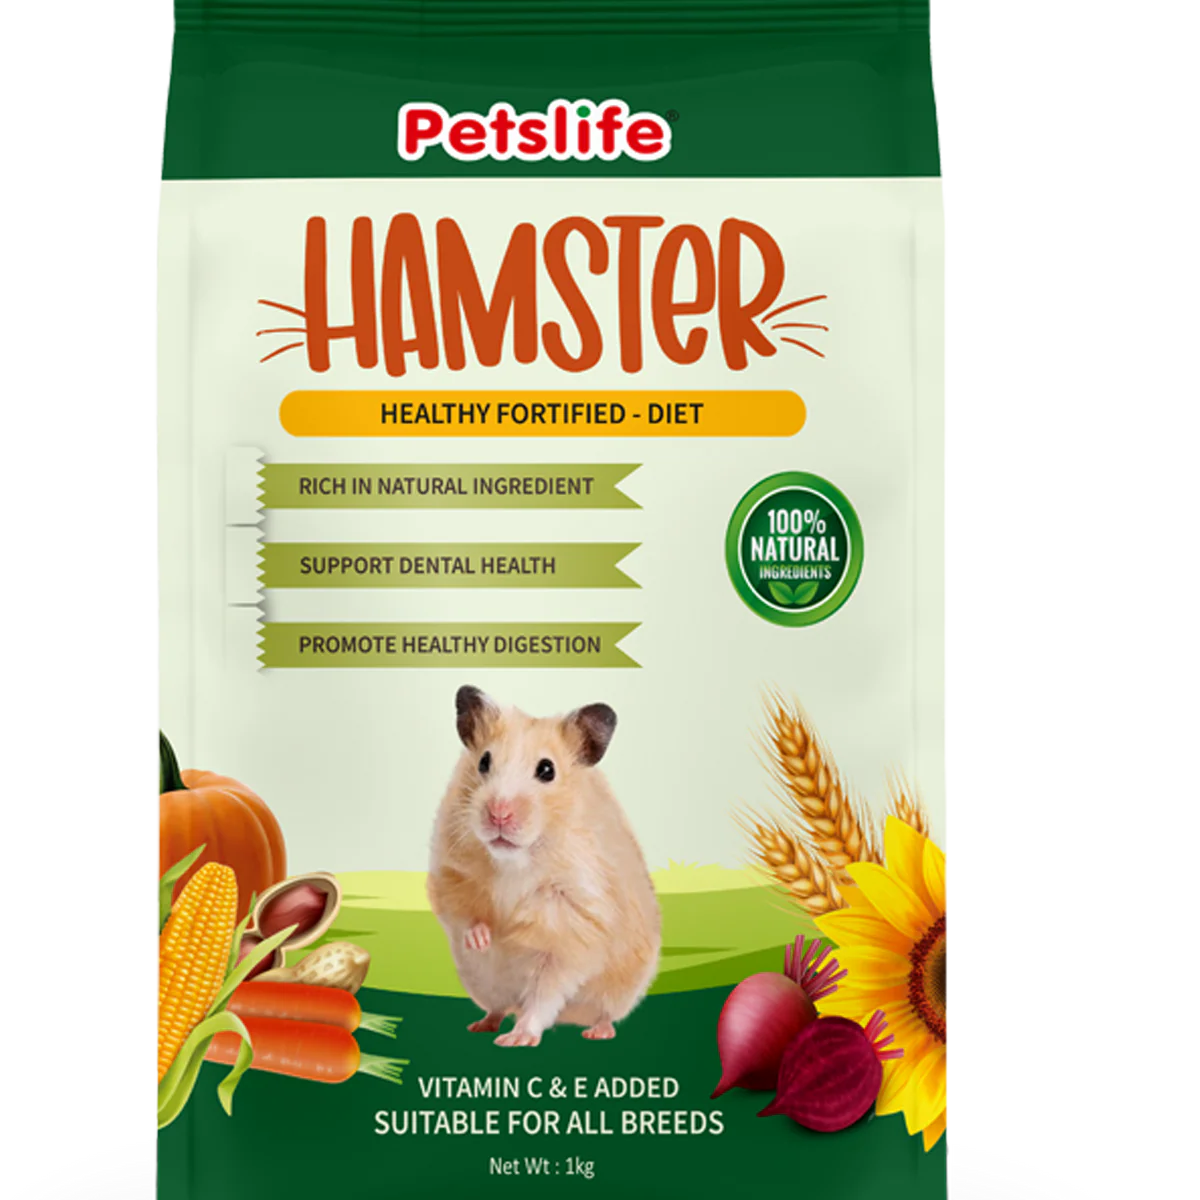 Petslife®
HAMSTER
HEALTHY FORTIFIED - DIET
RICH IN NATURAL INGREDIENT
SUPPORT DENTAL HEALTH
PROMOTE HEALTHY DIGESTION
100%
NATURAL
INGREDIENTS
VITAMIN C & E ADDED
SUITABLE FOR ALL BREEDS
Net Wt : 1kg